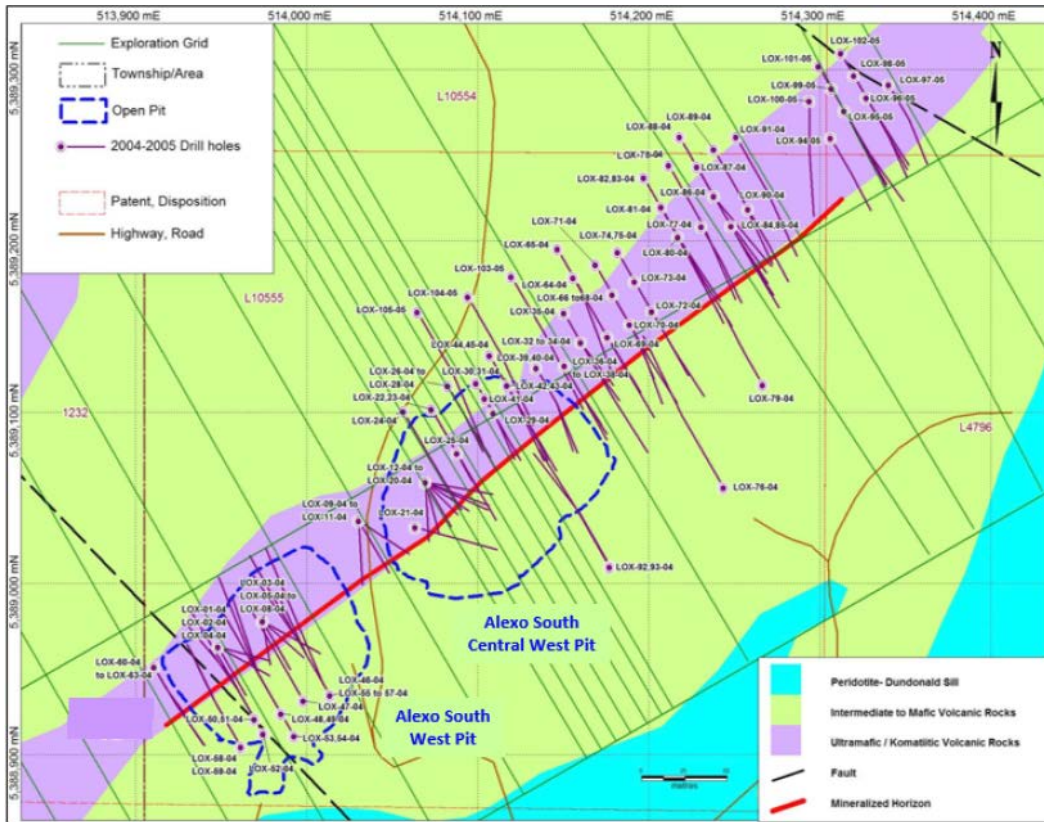 513,900 mE
514,000 mE
514,100 mE
514,200 mE
514,300 mE
514,400 mE
5,389,300 mN
5,389,200 mN
5,389,100 mN
5,389,000 mN
5,388,900 mN
Exploration Grid
Township/Area
Open Pit
2004-2005 Drill holes
Patent, Disposition
Highway, Road
N
L10554
L10555
1232
L4796
LOX-102-05
LOX-101-05
LOX-98-05
LOX-99-05
LOX-97-05
LOX-100-05
LOX-96-05
LOX-95-05
LOX-94-05
LOX-89-04
LOX-88-04
LOX-91-04
LOX-78-04
LOX-87-04
LOX-82,83-04
LOX-86-04
LOX-90-04
LOX-81-04
LOX-71-04
LOX-77-04
LOX-84,85-04
LOX-74,75-04
LOX-65-04
LOX-80-04
LOX-103-05
LOX-64-04
LOX-73-04
LOX-104-05
LOX-66 to68-04
LOX-105-05
LOX-35-04
LOX-72-04
LOX-70-04
LOX-44,45-04
LOX-32 to 34-04
LOX-69-04
LOX-39,40-04
LOX-36-04
to LOX-38-04
LOX-26-04 to
LOX-28-04
LOX-30,31-04
LOX-42,43-04
LOX-79-04
LOX-22,23-04
LOX-41-04
LOX-24-04
LOX-29-04
LOX-25-04
LOX-12-04 to
LOX-20-04
LOX-76-04
LOX-09-04 to
LOX-11-04
LOX-21-04
LOX-92,93-04
LOX-03-04
LOX-05-04 to
LOX-08-04
LOX-01-04
LOX-02-04
LOX-04-04
LOX-60-04
to LOX-63-04
LOX-46-04
LOX-55 to 57-04
LOX-47-04
LOX-50,51-04
LOX-48,49-04
LOX-53,54-04
LOX-58-04
LOX-59-04
LOX-52-04
Alexo South
Central West Pit
Alexo South
West Pit
metres
Peridotite- Dundonald Sill
Intermediate to Mafic Volcanic Rocks
Ultramafic / Komatiitic Volcanic Rocks
Fault
Mineralized Horizon